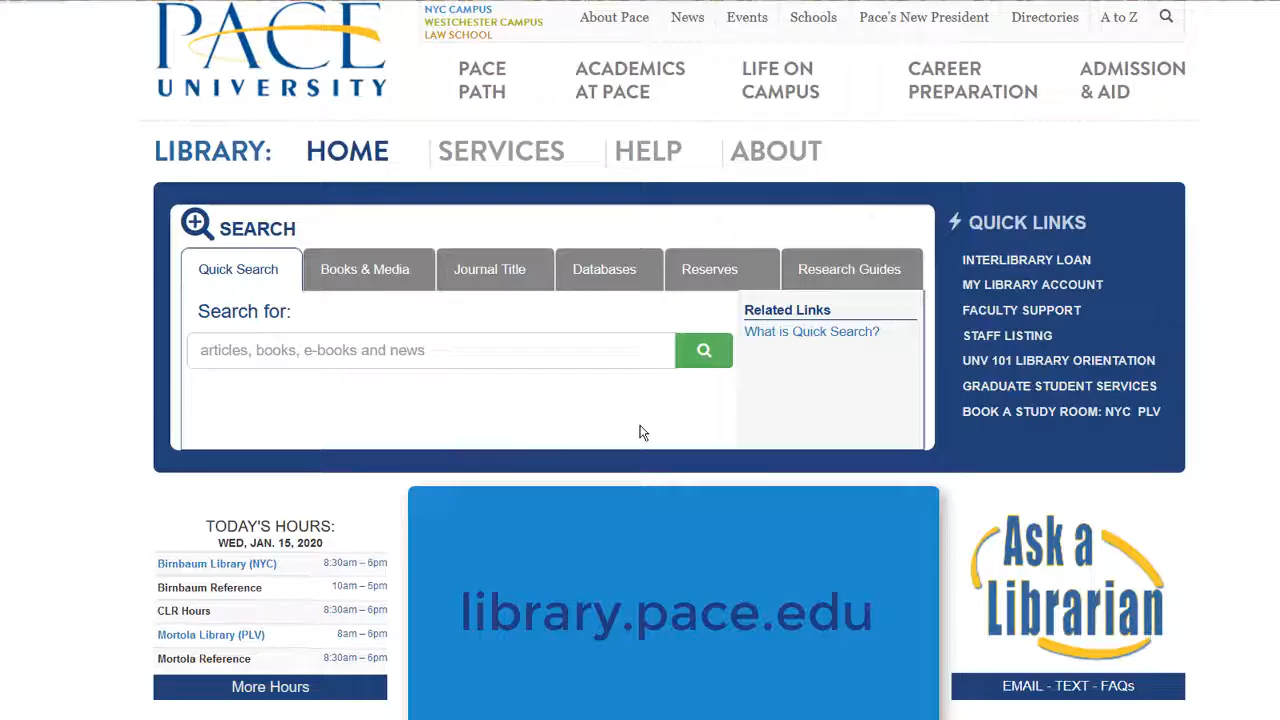 PACE
UNIVERSITY
NYC CAMPUS
WESTCHESTER CAMPUS
LAW SCHOOL
About Pace News Events Schools Pace's New President Directories A to Z
PACE PATH
ACADEMICS AT PACE
LIFE ON CAMPUS
CAREER PREPARATION
ADMISSION & AID
LIBRARY: HOME SERVICES HELP ABOUT
SEARCH
Quick Search Books & Media Journal Title Databases Reserves Research Guides
Search for:
articles, books, e-books and news
Related Links
What is Quick Search?
QUICK LINKS
INTERLIBRARY LOAN
MY LIBRARY ACCOUNT
FACULTY SUPPORT
STAFF LISTING
UNV 101 LIBRARY ORIENTATION
GRADUATE STUDENT SERVICES
BOOK A STUDY ROOM: NYC PLV
TODAY'S HOURS:
WED, JAN. 15, 2020
Birnbaum Library (NYC) 8:30am – 6pm
Birnbaum Reference 10am – 5pm
CLR Hours 8:30am – 6pm
Mortola Library (PLV) 8am – 6pm
Mortola Reference 8:30am – 6pm
More Hours
library.pace.edu
Ask a
Librarian
EMAIL - TEXT - FAQs